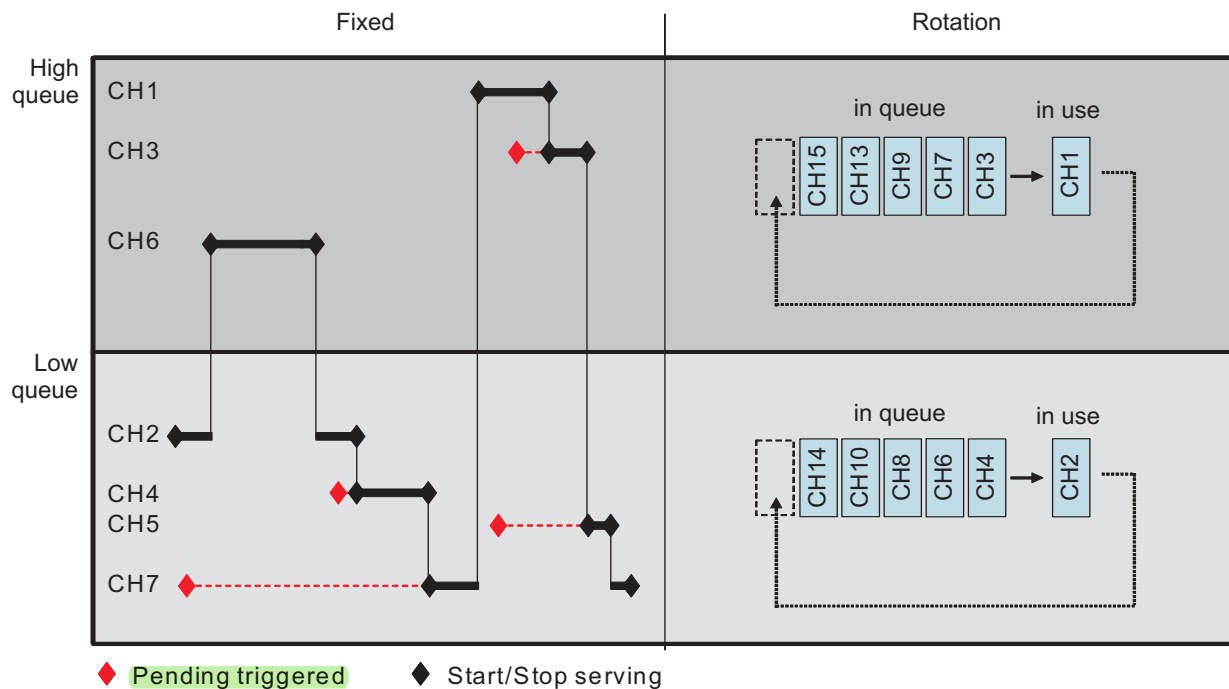 Fixed
Rotation
High
queue
CH1
CH3
CH6
in queue
in use
CH15
CH13
CH9
CH7
CH3
CH1
Low
queue
CH2
CH4
CH5
CH7
in queue
in use
CH14
CH10
CH8
CH6
CH4
CH2
Pending triggered
Start/Stop serving